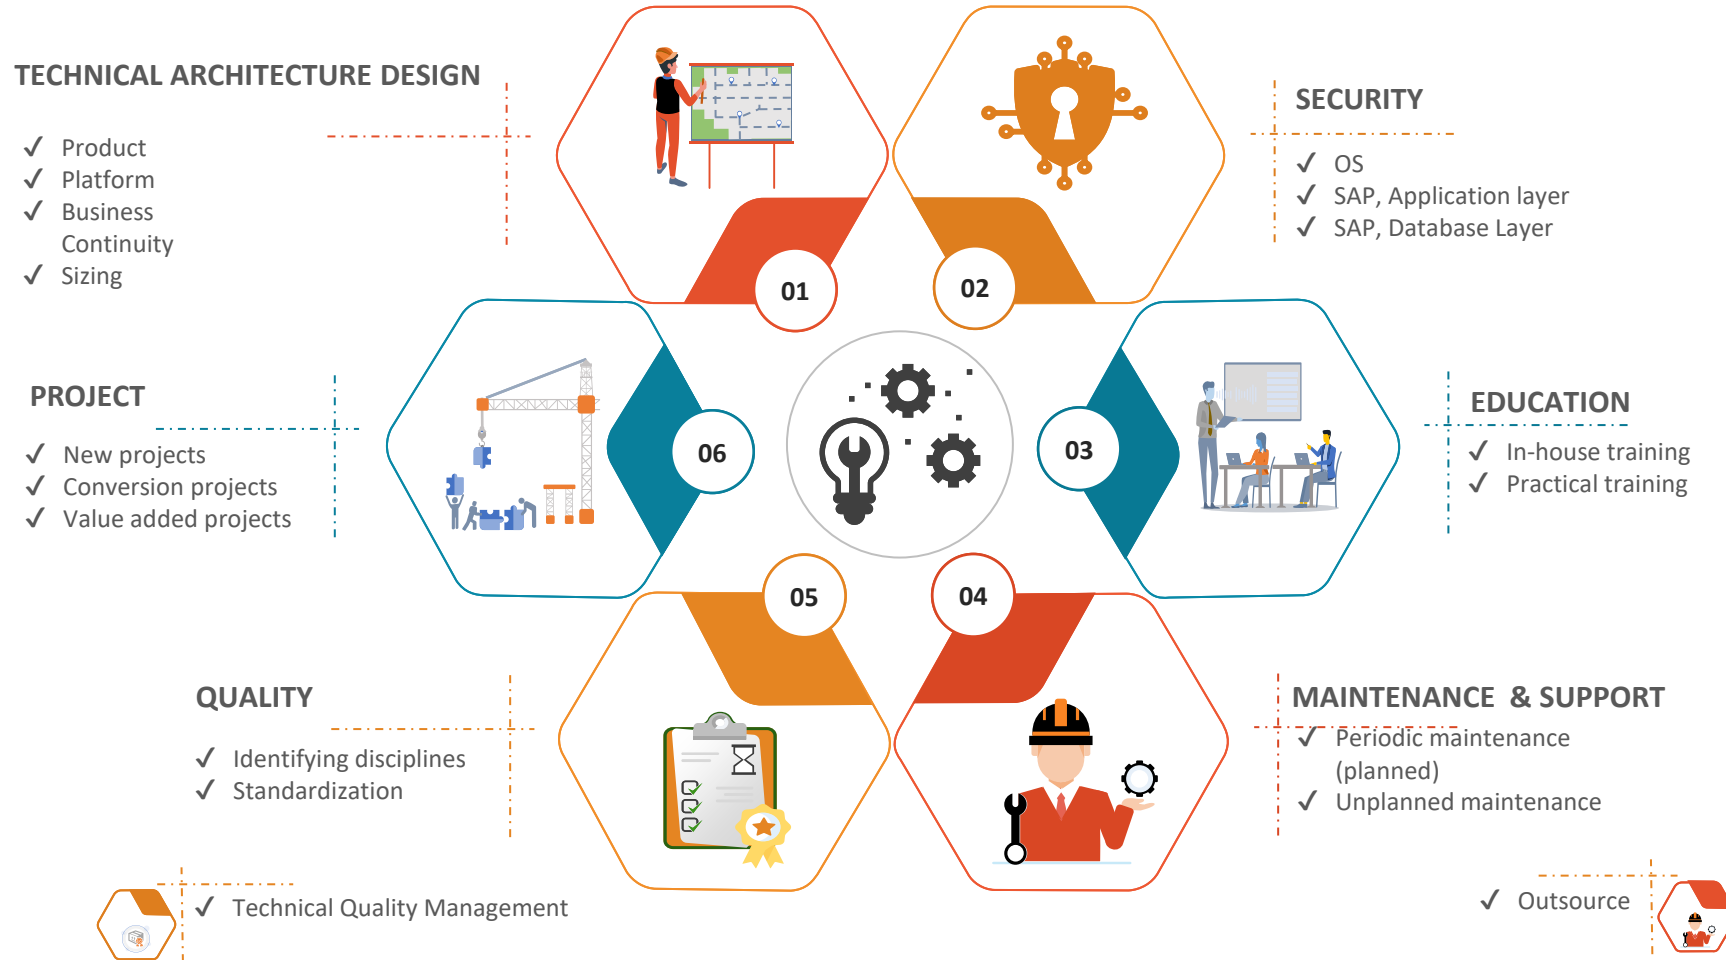 TECHNICAL ARCHITECTURE DESIGN
✓ Product
✓ Platform
✓ Business
Continuity
✓ Sizing
01
02
SECURITY
✓ OS
✓ SAP, Application layer
✓ SAP, Database Layer
PROJECT
✓ New projects
✓ Conversion projects
✓ Value added projects
06
03
EDUCATION
✓ In-house training
✓ Practical training
05
04
QUALITY
✓ Identifying disciplines
✓ Standardization
MAINTENANCE & SUPPORT
✓ Periodic maintenance
(planned)
✓ Unplanned maintenance
✓ Technical Quality Management
✓ Outsource